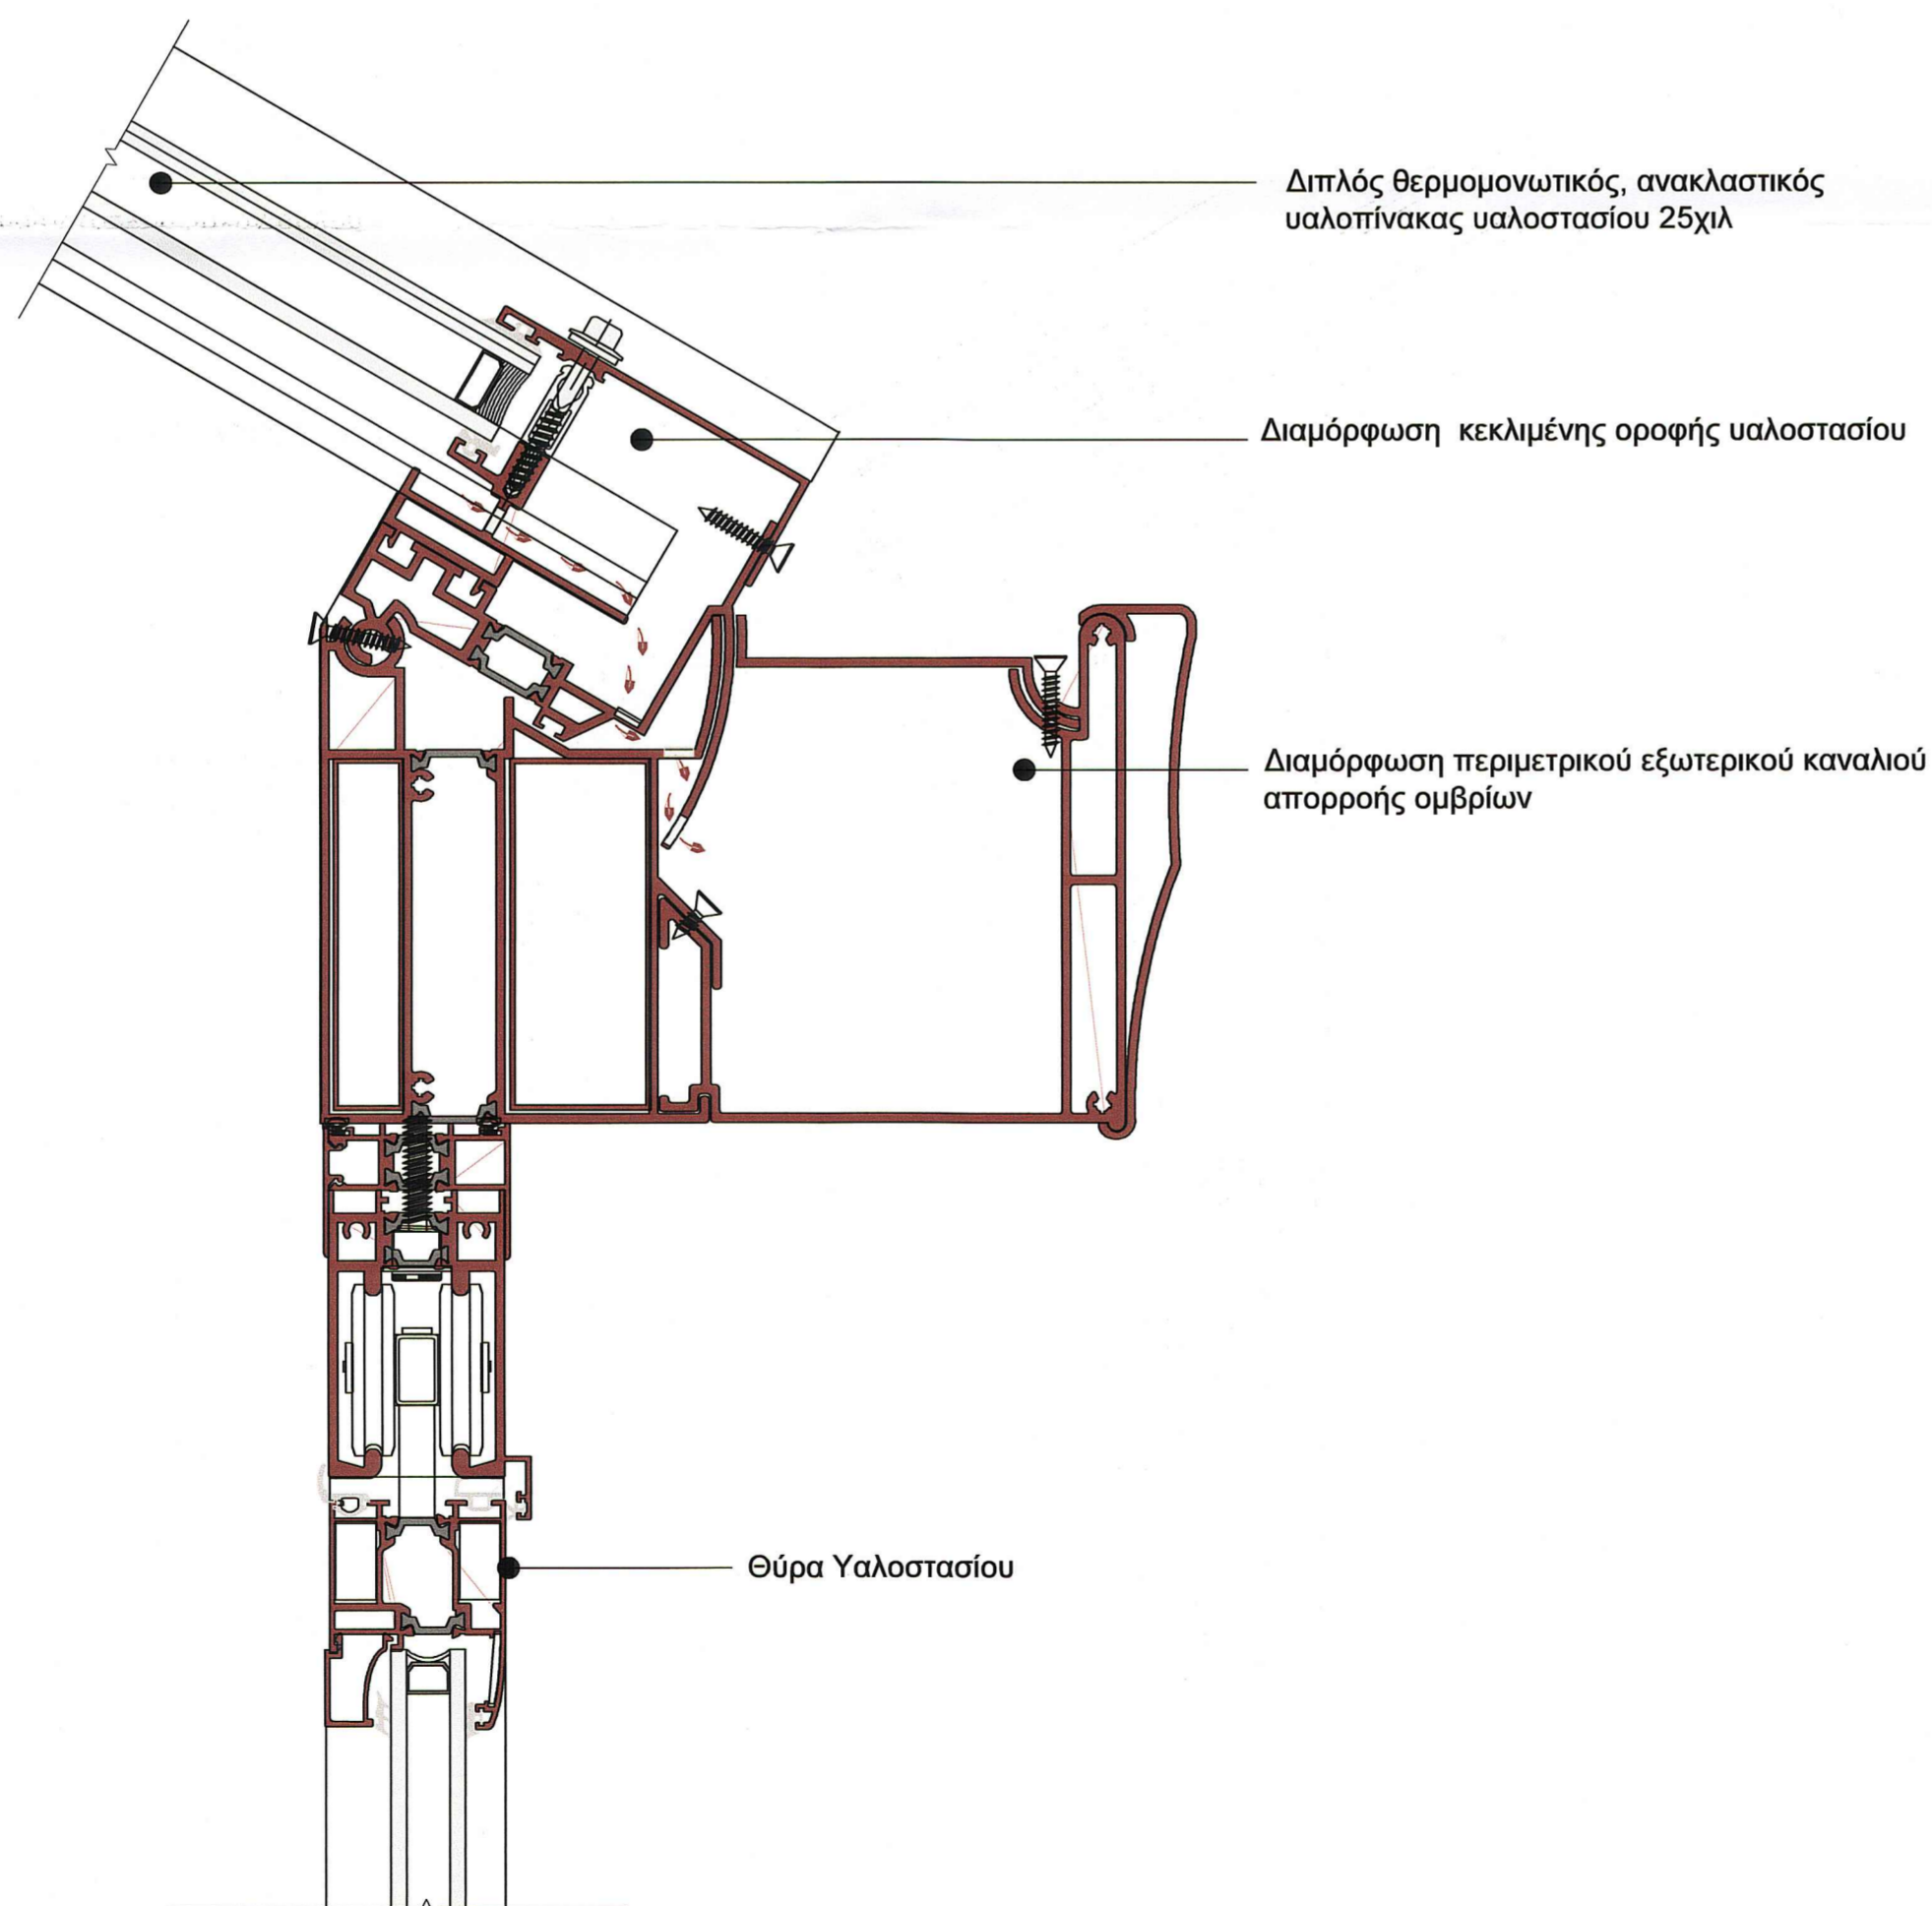 Διπλός θερμομονωτικός, ανακλαστικός
υαλοπίνακας υαλοστασίου 25χιλ
Διαμόρφωση κεκλιμένης οροφής υαλοστασίου
Διαμόρφωση περιμετρικού εξωτερικού καναλιού
απορροής ομβρίων
Θύρα Υαλοστασίου